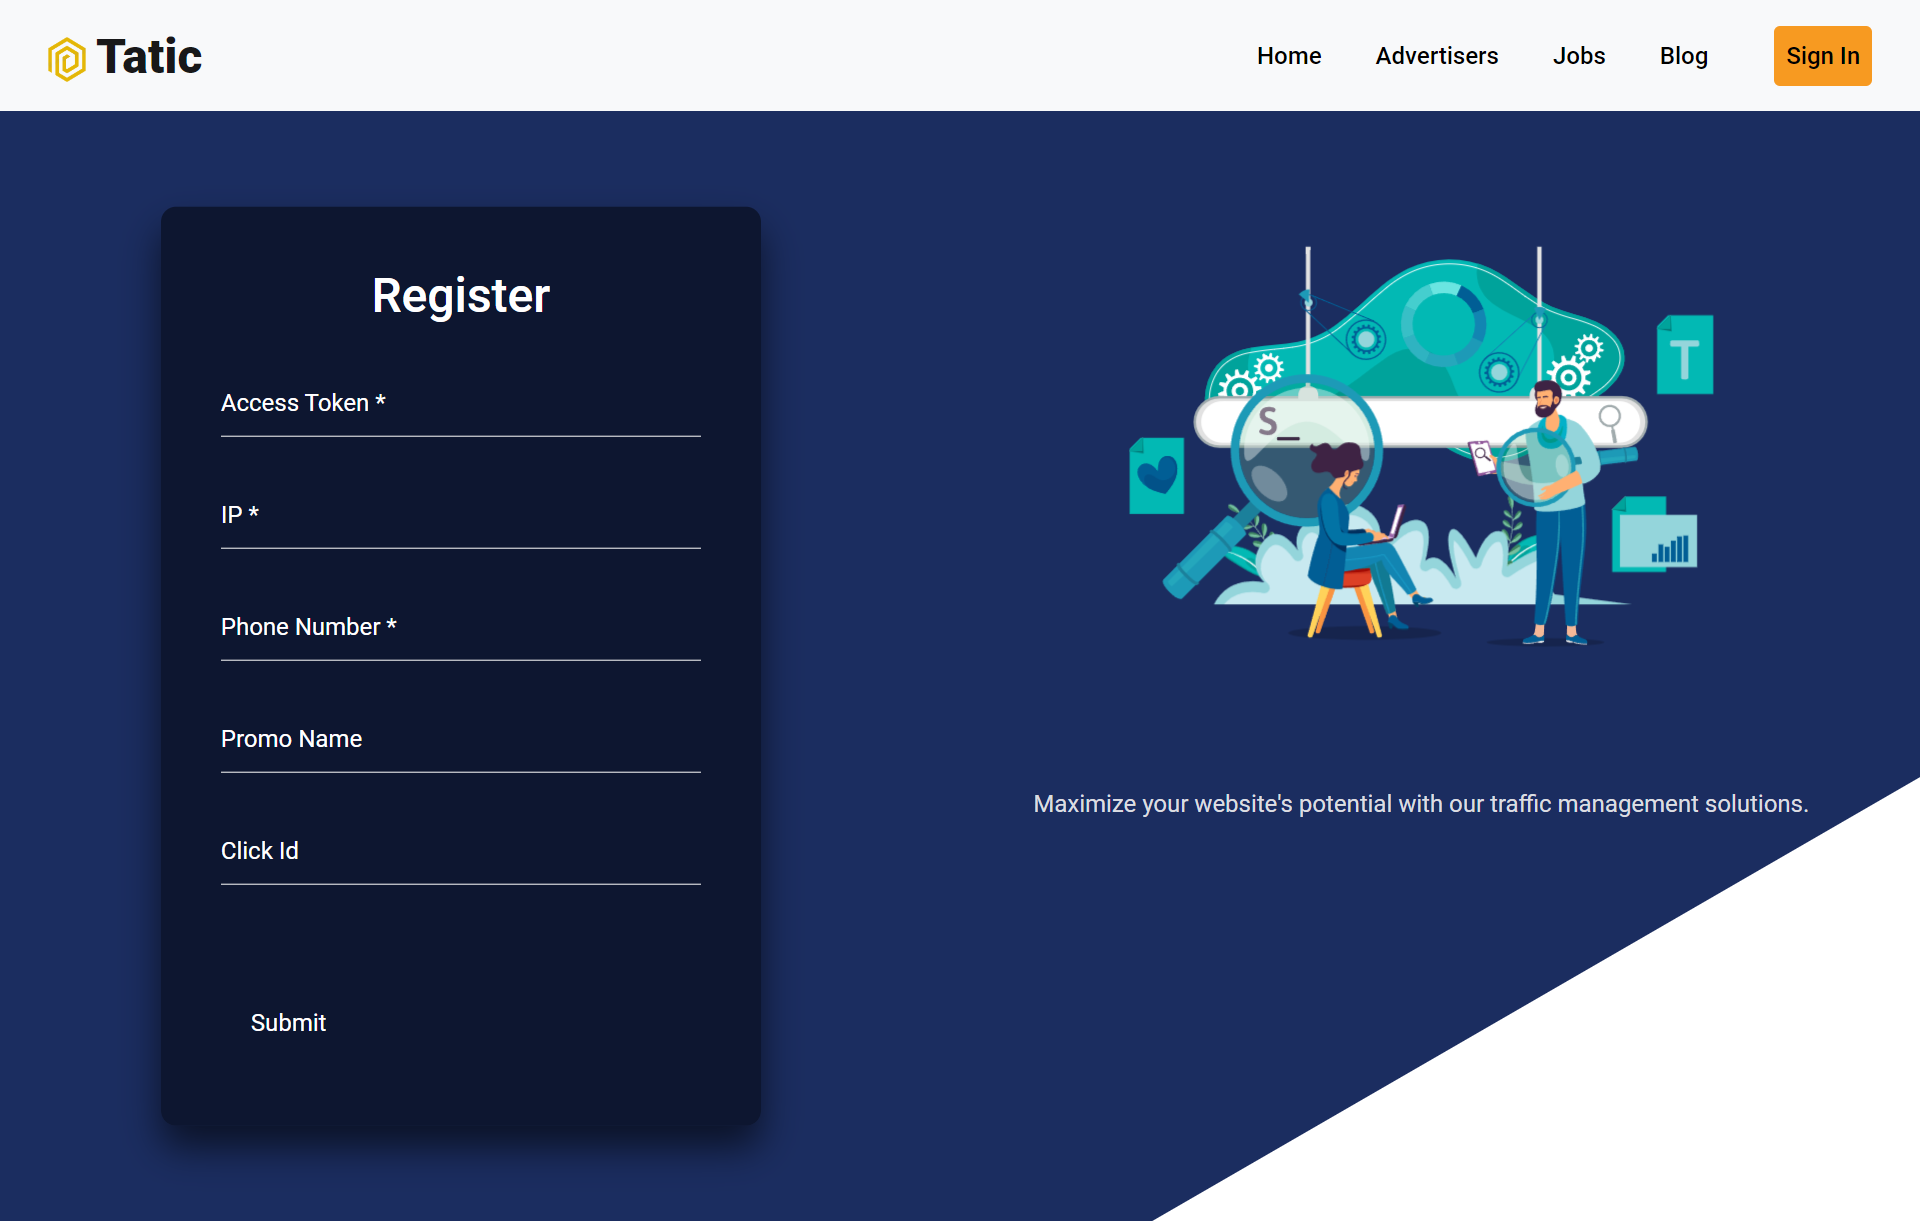 Tatic
Home
Advertisers
Jobs
Blog
Sign In
Register
Access Token *
IP *
Phone Number *
Promo Name
Click Id
Submit
S_
T
Maximize your website's potential with our traffic management solutions.